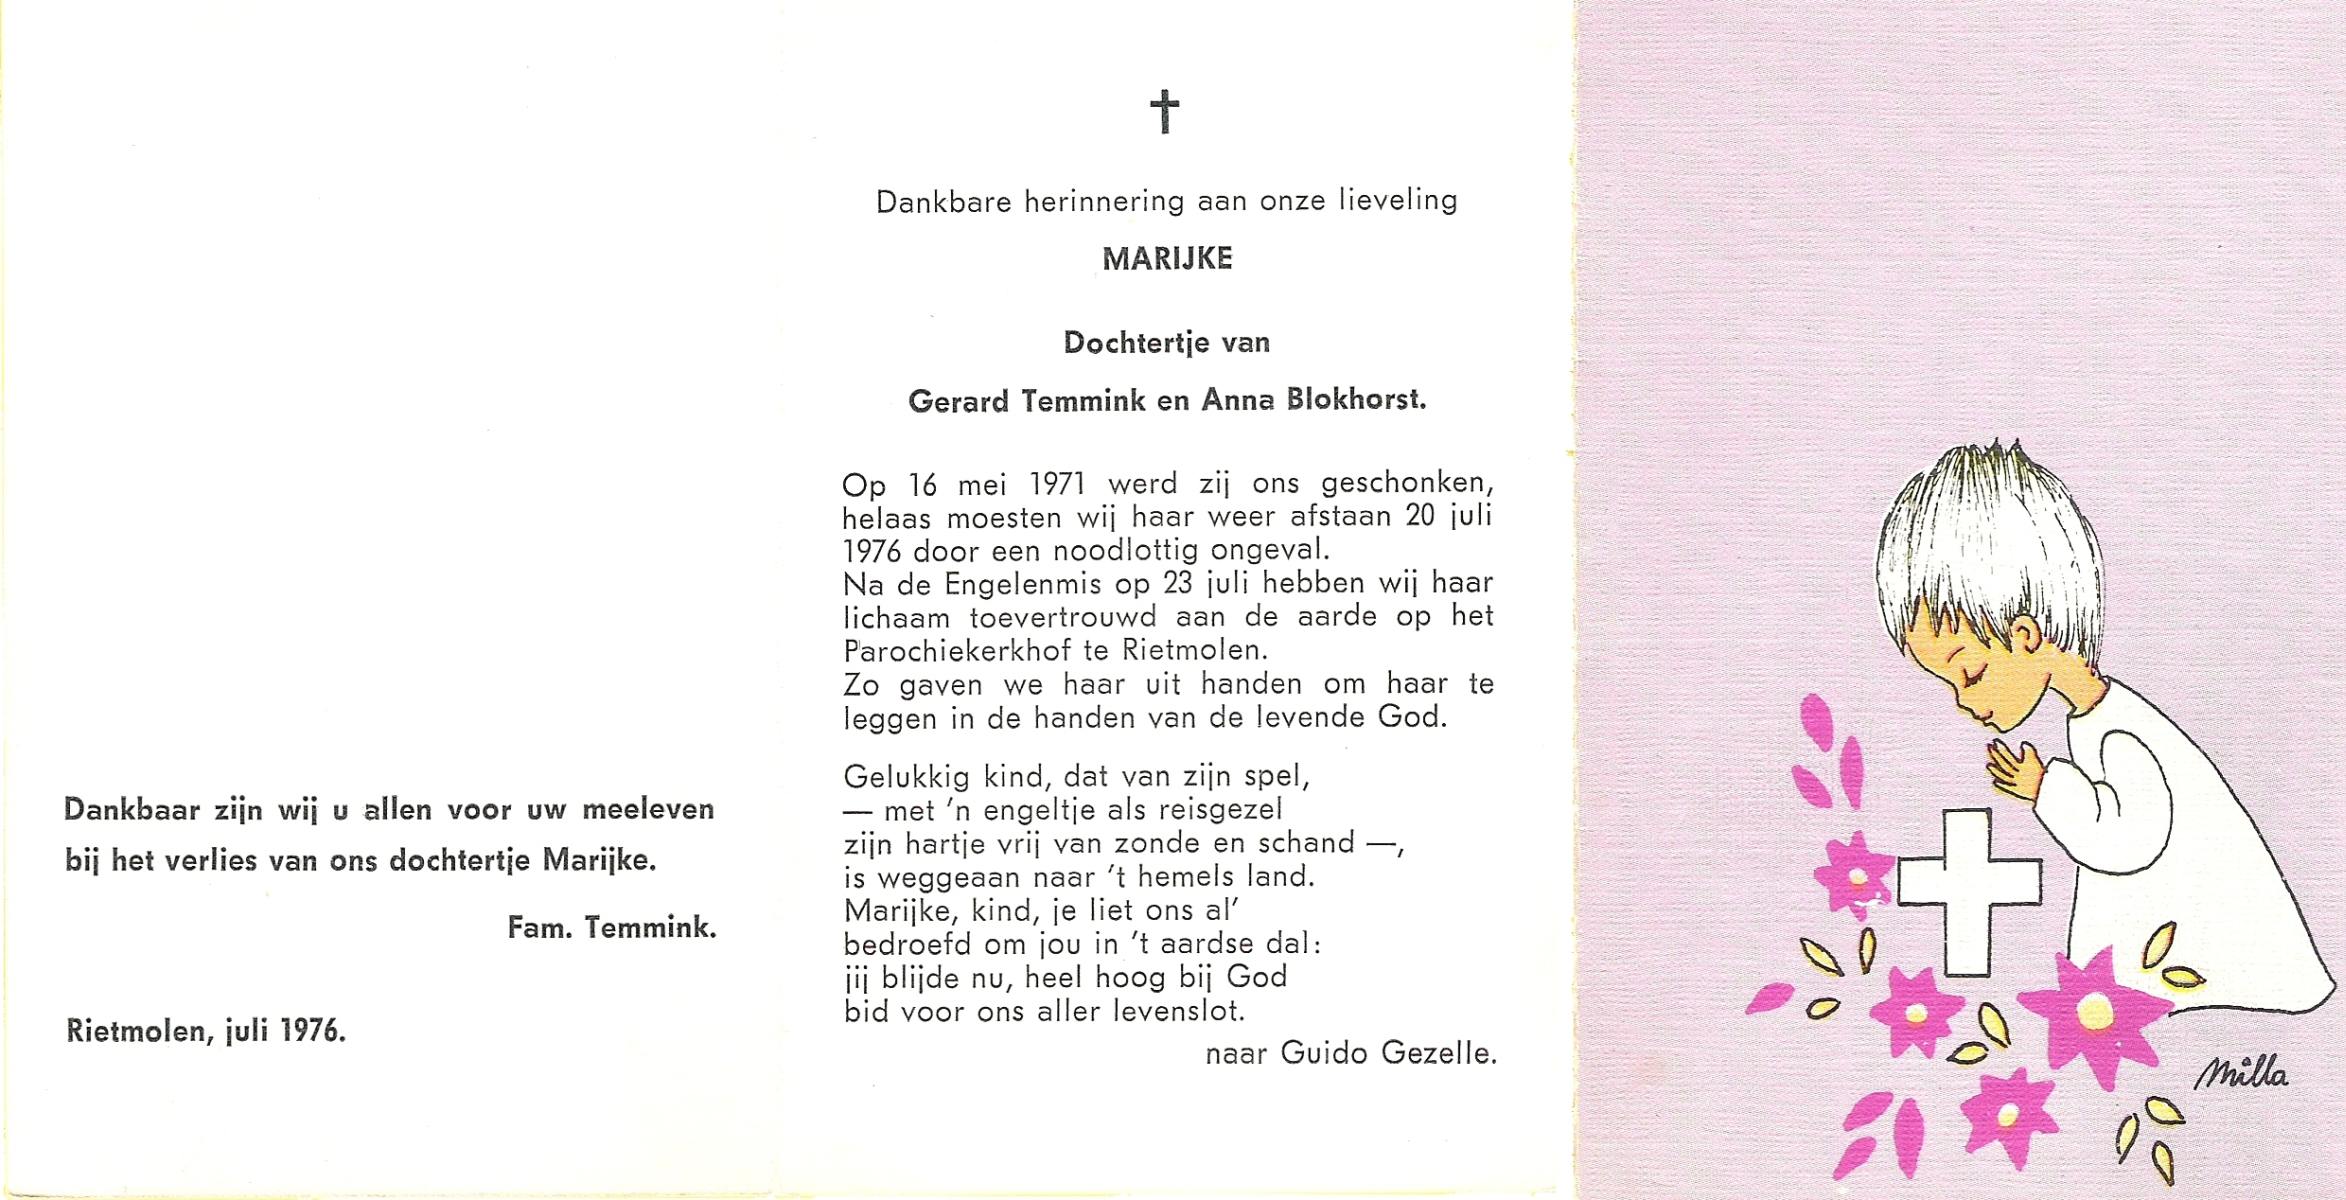 Dankbaar zijn wij u allen voor uw meeleven
bij het verlies van ons dochtertje Marijke.
Fam. Temmink.
Rietmolen, juli 1976.
Dankbare herinnering aan onze lieveling
MARIJKE
Dochtertje van
Gerard Temmink en Anna Blokhorst.
Op 16 mei 1971 werd zij ons geschonken,
helaas moesten wij haar weer afstaan 20 juli
1976 door een noodlottig ongeval.
Na de Engelenmis op 23 juli hebben wij haar
lichaam toevertrouwd aan de aarde op het
Parochiekerkhof te Rietmolen.
Zo gaven we haar uit handen om haar te
leggen in de handen van de levende God.
Gelukkig kind, dat van zijn spel,
— met 'n engeltje als reisgezel
zijn hartje vrij van zonde en schand —,
is weggeaan naar 't hemels land.
Marijke, kind, je liet ons al'
bedroefd om jou in 't aardse dal:
jij blijde nu, heel hoog bij God
bid voor ons aller levenslot.
naar Guido Gezelle.
Milla